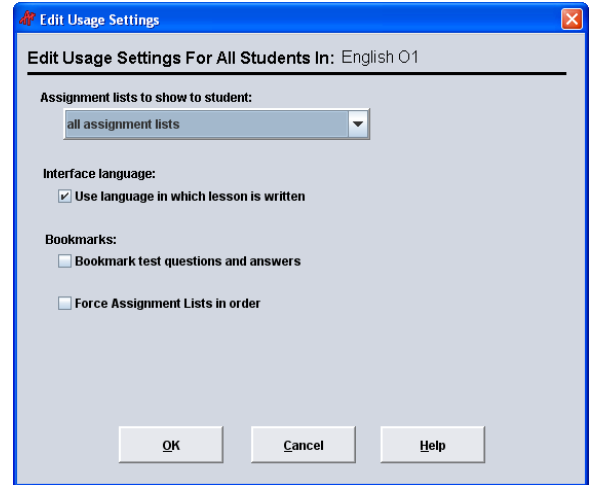 Edit Usage Settings
Edit Usage Settings For All Students In: English O1
Assignment lists to show to student:
all assignment lists
Interface language:
Use language in which lesson is written
Bookmarks:
Bookmark test questions and answers
Force Assignment Lists in order
OK Cancel Help